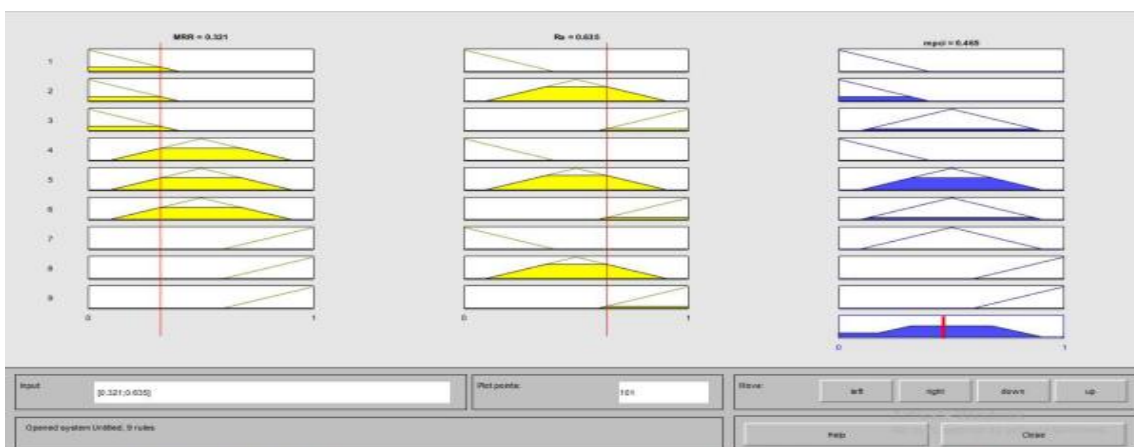 MRR = 0.321
Ra = 0.635
mpci = 0.465
1
2
3
4
5
6
7
8
9
0 1
0 1
0 1
Input: [0.321;0.635]
Plot points: 101
Move: left right down up
Opened system Untitled, 9 rules
Help Close